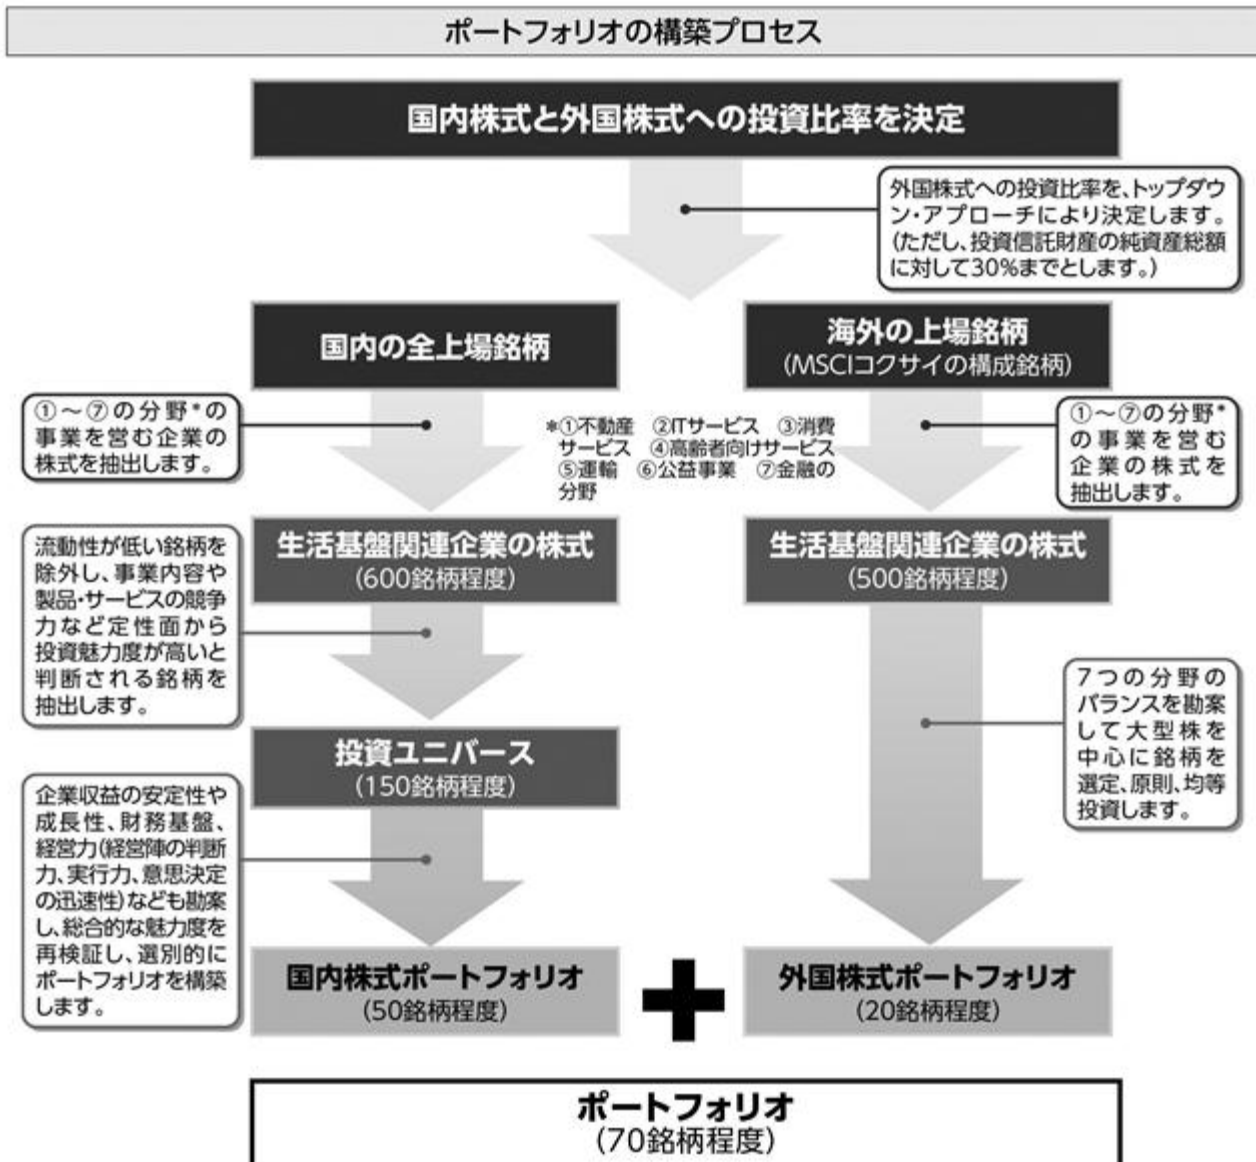 ポートフォリオの構築プロセス
国内株式と外国株式への投資比率を決定
外国株式への投資比率を、トップダウ
ン・アプローチにより決定します。
(ただし、投資信託財産の純資産総額
に対して30%までとします。)
国内の全上場銘柄
海外の上場銘柄
(MSCIコクサイの構成銘柄)
①~⑦の分野*の
事業を営む企業の
株式を抽出します。
*①不動産 ②ITサービス ③消費
サービス ④高齢者向けサービス
⑤運輸 ⑥公益事業 ⑦金融の
分野
①~⑦の分野*
の事業を営む
企業の株式を
抽出します。
生活基盤関連企業の株式
(600銘柄程度)
生活基盤関連企業の株式
(500銘柄程度)
流動性が低い銘柄を
除外し、事業内容や
製品・サービスの競争
力など定性面から
投資魅力度が高いと
判断される銘柄を
抽出します。
7つの分野の
バランスを勘案
して大型株を
中心に銘柄を
選定、原則、均等
投資します。
投資ユニバース
(150銘柄程度)
企業収益の安定性や
成長性、財務基盤、
経営力(経営陣の判断
力、実行力、意思決定
の迅速性)なども勘案
し、総合的な魅力度を
再検証し、選別的に
ポートフォリオを構築
します。
国内株式ポートフォリオ
(50銘柄程度)
外国株式ポートフォリオ
(20銘柄程度)
ポートフォリオ
(70銘柄程度)